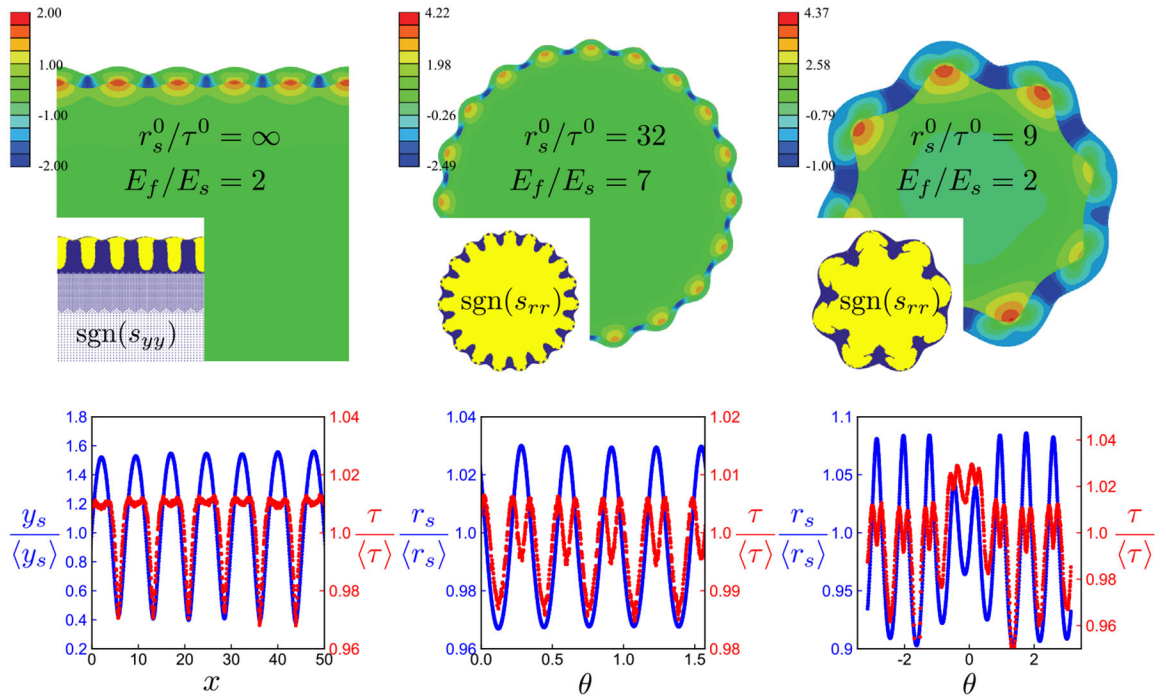 2.00
1.00
-1.00
-2.00
r_s^0/τ^0 = ∞
E_f/E_s = 2
sgn(s_{yy})
4.22
1.98
-0.26
-2.49
r_s^0/τ^0 = 32
E_f/E_s = 7
sgn(s_{rr})
4.37
2.58
-0.79
-1.00
r_s^0/τ^0 = 9
E_f/E_s = 2
sgn(s_{rr})
1.8
1.6
1.4
1.2
1.0
0.8
0.6
0.4
0.2
y_s/⟨y_s⟩
0 10 20 30 40 50
x
1.04
1.02
1.0
0.98
0.96
τ/⟨τ⟩
1.04
1.02
1.0
0.98
0.96
r_s/⟨r_s⟩
0.0 0.5 1.0 1.5
θ
1.02
1.01
1.0
0.99
0.98
τ/⟨τ⟩
1.1
1.05
1.0
0.95
0.9
r_s/⟨r_s⟩
-2 0 2
θ
1.04
1.02
1.0
0.98
0.96
τ/⟨τ⟩